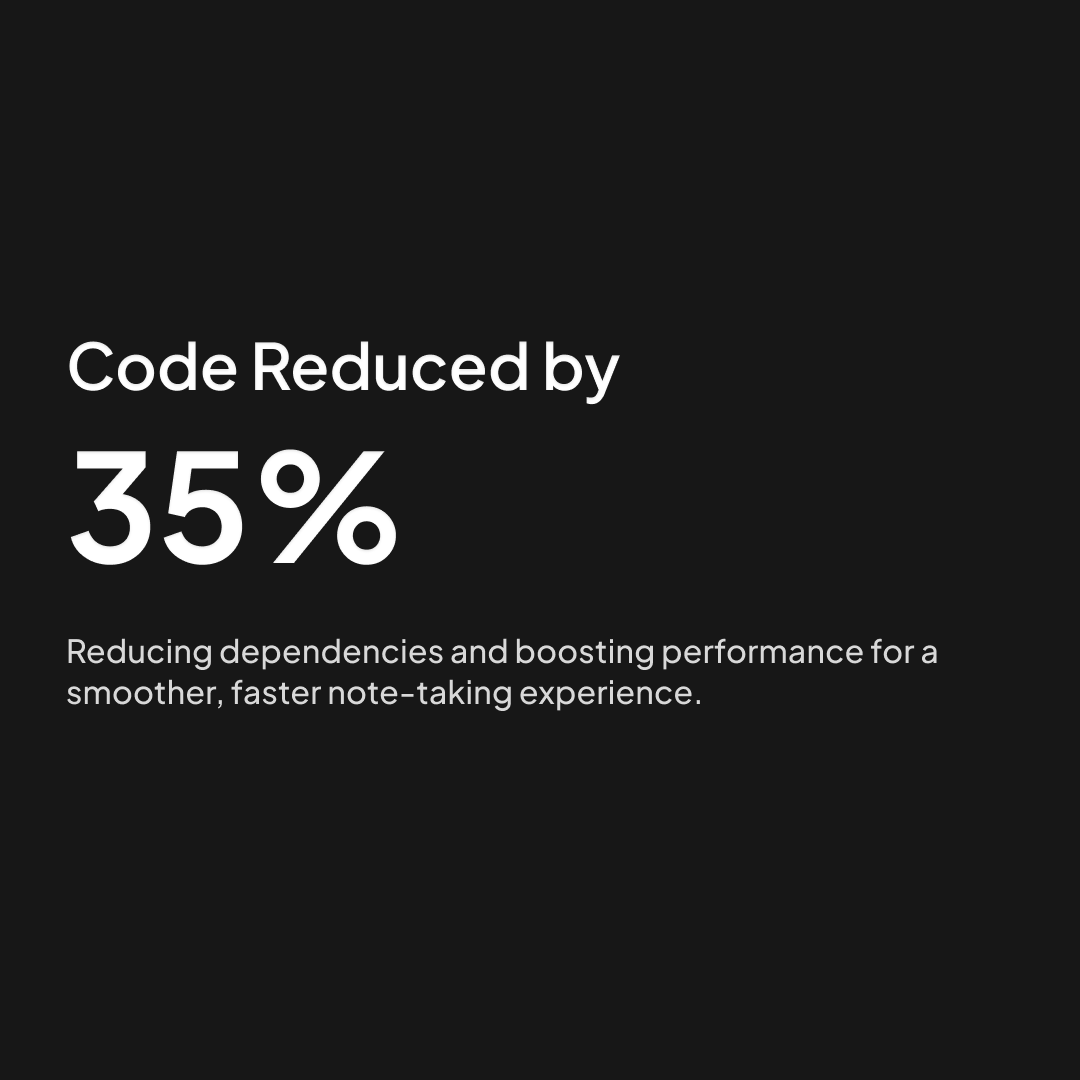 Code Reduced by
35%
Reducing dependencies and boosting performance for a
smoother, faster note-taking experience.